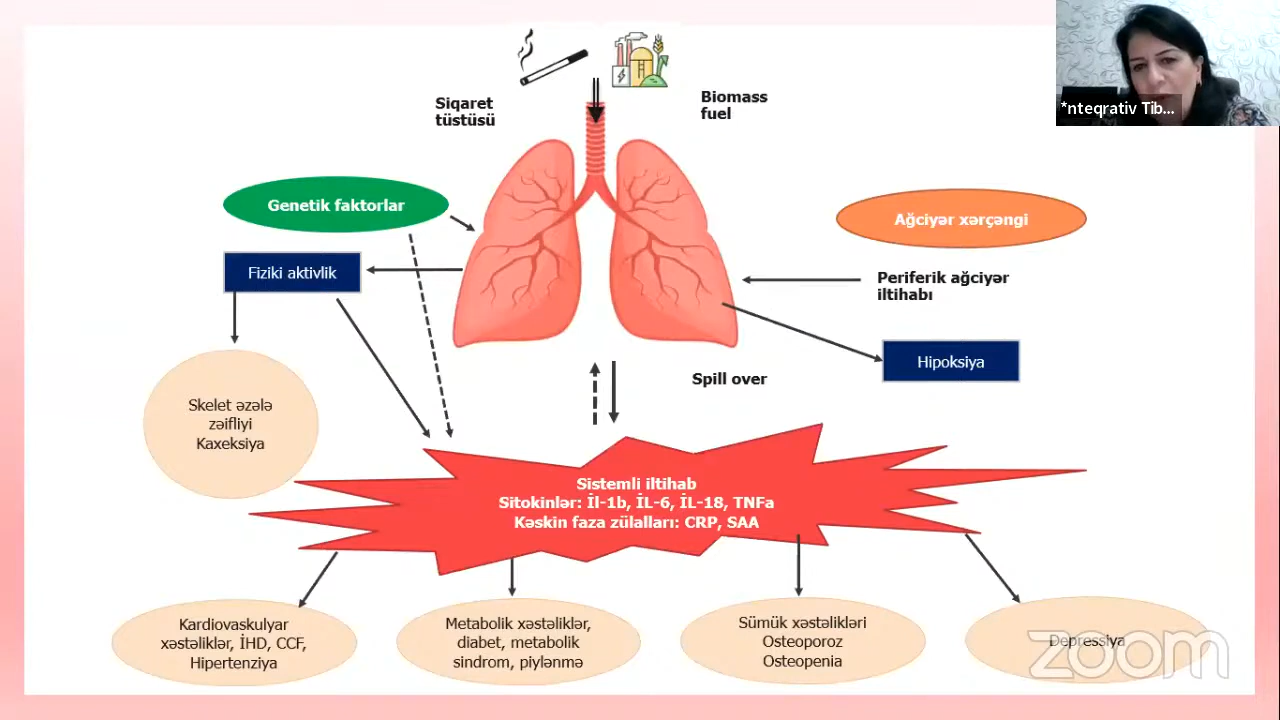 Siqaret
tüstüsü
Biomass
fuel
*nteqrativ Tib...
Genetik faktorlar
Ağciyər xərçəngi
Fiziki aktivlik
Periferik ağciyər
iltihabı
Hipoksiya
Spill over
Skelet əzələ
zəifliyi
Kaxeksiya
Sistemli iltihab
Sitokinlər: İl-1b, İL-6, İL-18, TNFa
Kəskin faza zülalları: CRP, SAA
Kardiovaskulyar
xəstəliklər, İHD, CCF,
Hipertenziya
Metabolik xəstəliklər,
diabet, metabolik
sindrom, piylənmə
Sümük xəstəlikləri
Osteoporoz
Osteopenia
Depressiya
zoom